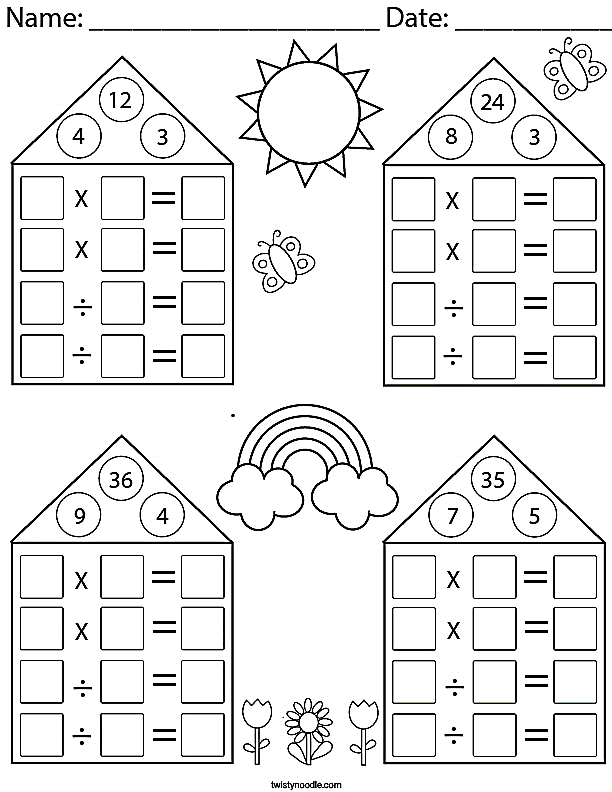 Name: ____________________ Date: __________
12
4 3
24
8 3
x =
x =
÷ =
÷ =
x =
x =
÷ =
÷ =
36
9 4
35
7 5
x =
x =
÷ =
÷ =
x =
x =
÷ =
÷ =
twistynoodle.com